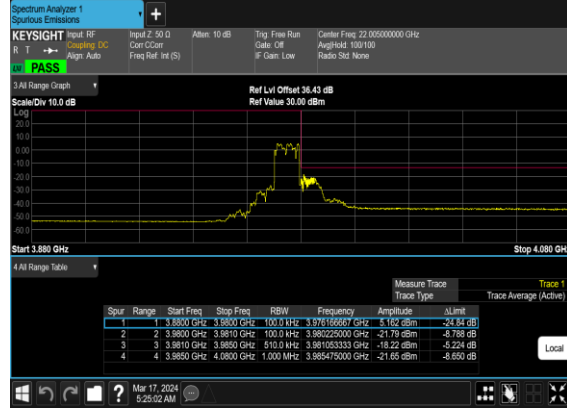 Spectrum Analyzer 1
Spurious Emissions
+
KEYSIGHT Input: RF Input Z: 50 Ω Atten: 10 dB Trig: Free Run Center Freq: 22.005000000 GHz
R T Coupling: DC Corr CCorr Gate: Off Avg|Hold: 100/100
Align: Auto Freq Ref: Int (S) IF Gain: Low Radio Std: None
PASS
3 All Range Graph
Ref Lvl Offset 36.43 dB
Scale/Div 10.0 dB Ref Value 30.00 dBm
Log
20.0
10.0
0.00
-10.0
-20.0
-30.0
-40.0
-50.0
-60.0
Start 3.880 GHz Stop 4.080 GH
4 All Range Table
Measure Trace Trace 1
Trace Type Trace Average (Active)
Spur Range Start Freq Stop Freq RBW Frequency Amplitude ΔLimit
1 1 3.8800 GHz 3.9800 GHz 100.0 kHz 3.976166667 GHz 5.162 dBm -24.84 dB
2 2 3.9800 GHz 3.9810 GHz 100.0 kHz 3.980225000 GHz -21.79 dBm -8.788 dB
3 3 3.9810 GHz 3.9850 GHz 510.0 kHz 3.981053333 GHz -18.22 dBm -5.224 dB
4 4 3.9850 GHz 4.0800 GHz 1.000 MHz 3.985475000 GHz -21.65 dBm -8.650 dB
Local
? Mar 17, 2024
5:25:02 AM